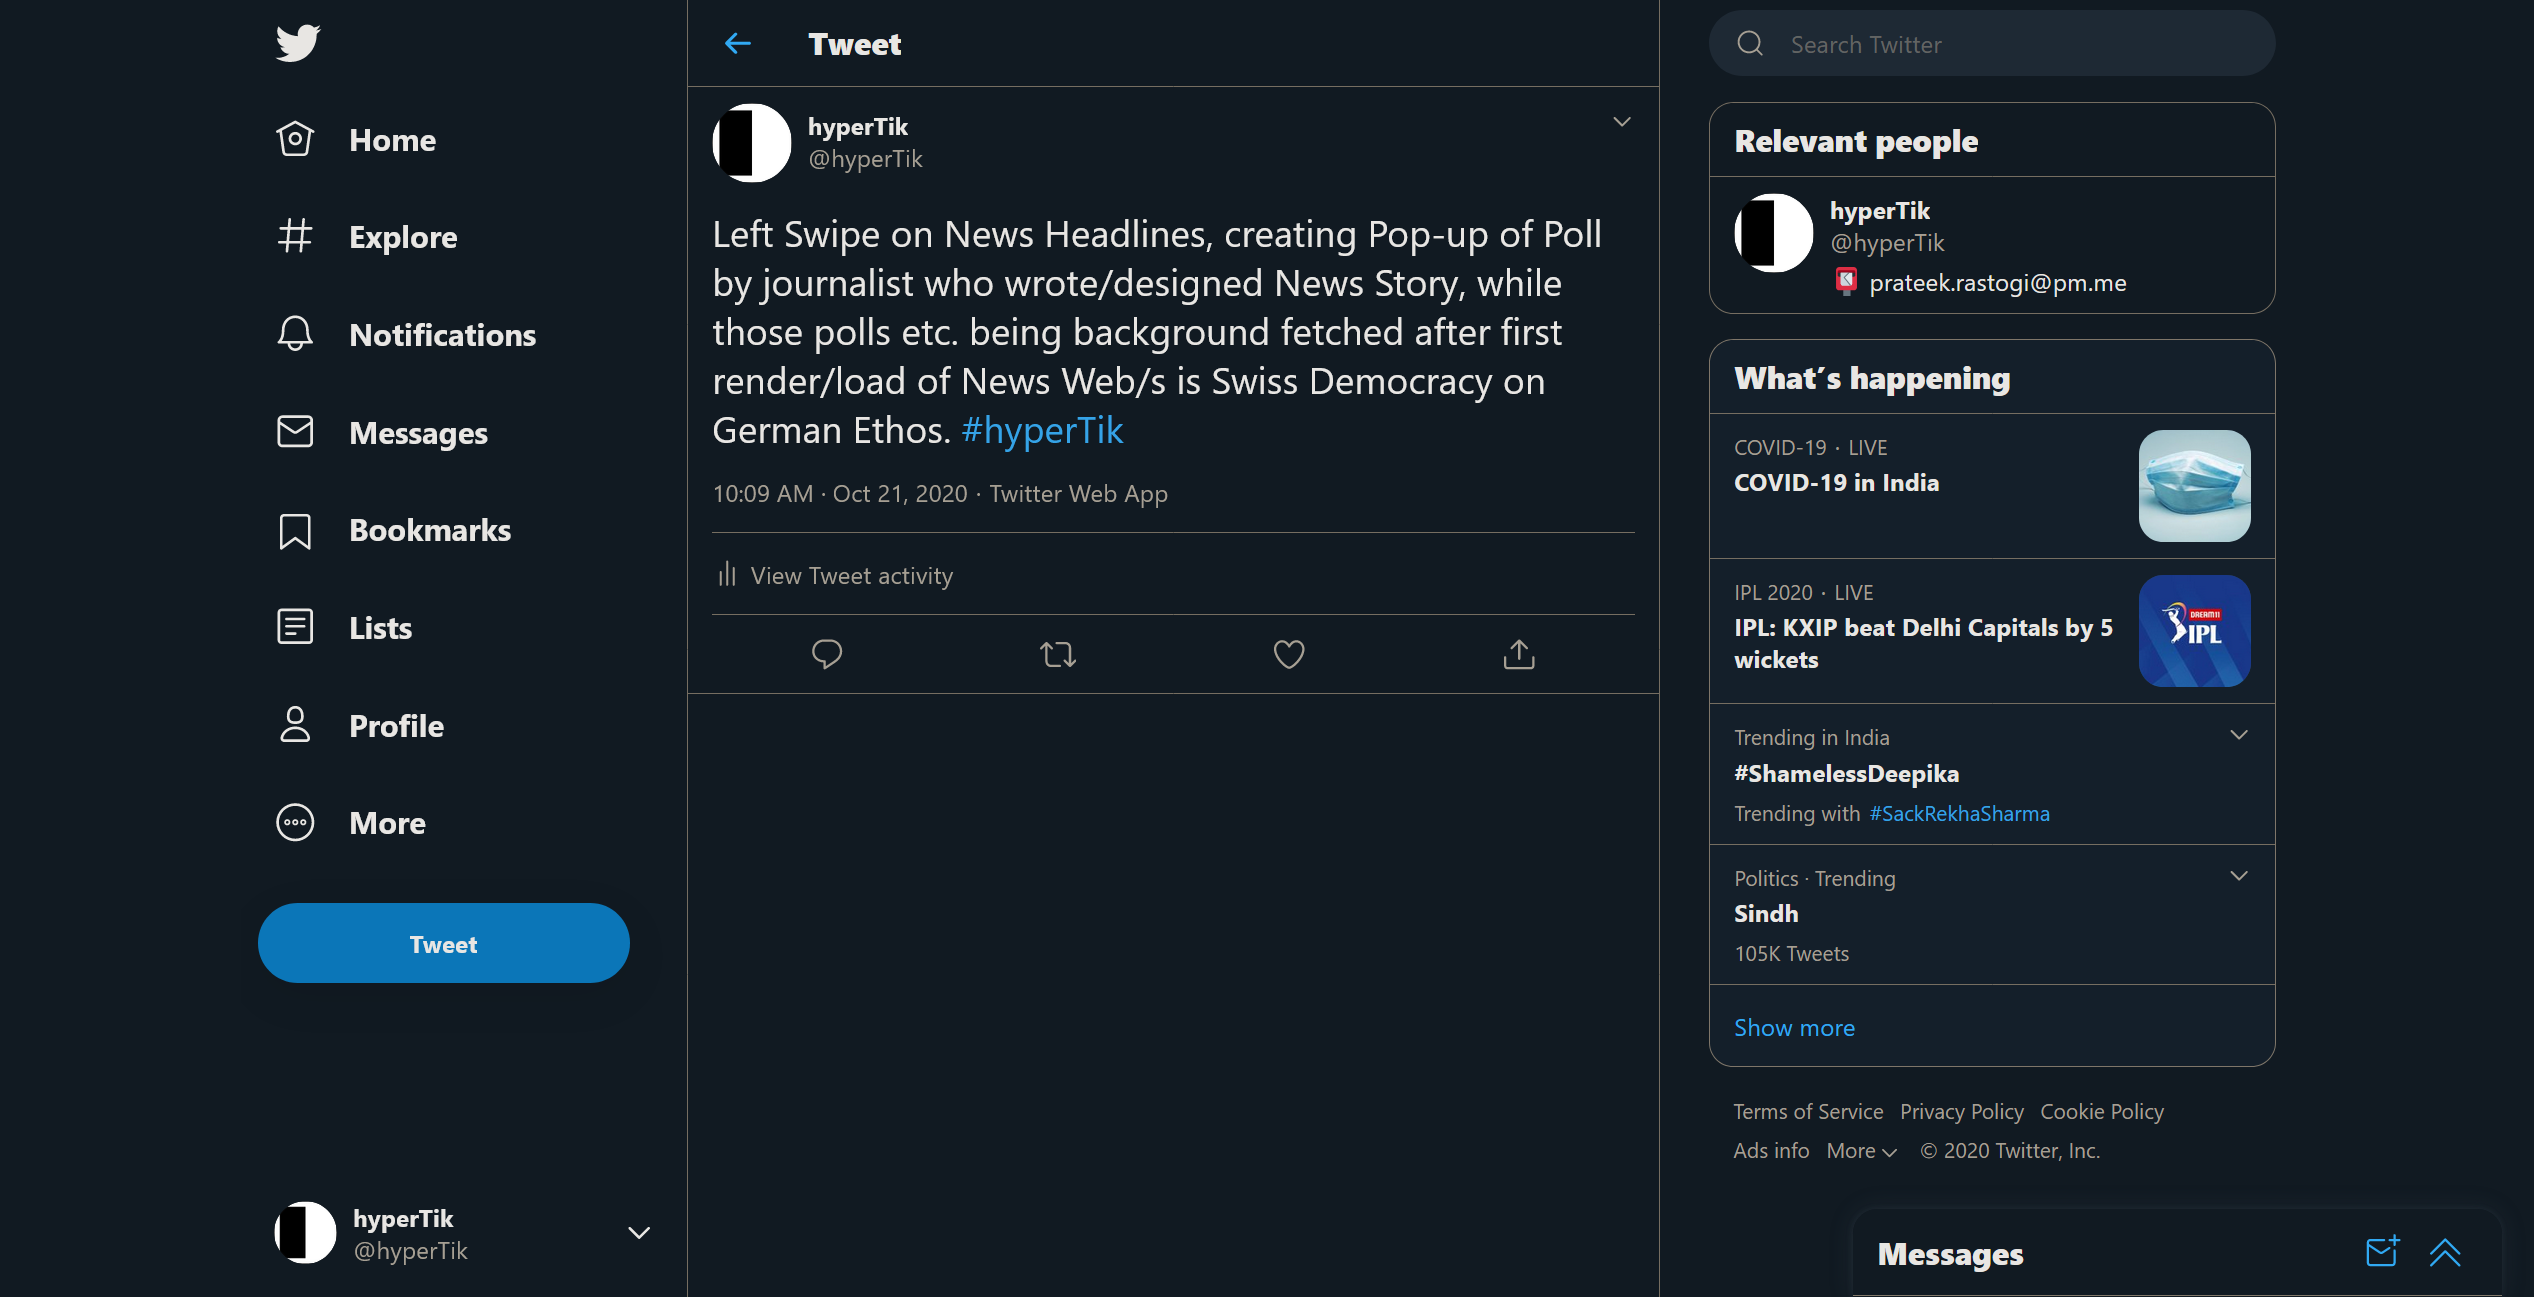 Home
Explore
Notifications
Messages
Bookmarks
Lists
Profile
More
Tweet
hyperTik
@hyperTik
Tweet
hyperTik
@hyperTik
Left Swipe on News Headlines, creating Pop-up of Poll
by journalist who wrote/designed News Story, while
those polls etc. being background fetched after first
render/load of News Web/s is Swiss Democracy on
German Ethos. #hyperTik
10:09 AM · Oct 21, 2020 · Twitter Web App
View Tweet activity
Search Twitter
Relevant people
hyperTik
@hyperTik
prateek.rastogi@pm.me
What's happening
COVID-19 · LIVE
COVID-19 in India
IPL 2020 · LIVE
IPL: KXIP beat Delhi Capitals by 5
wickets
DREAM11
IPL
Trending in India
#ShamelessDeepika
Trending with #SackRekhaSharma
Politics · Trending
Sindh
105K Tweets
Show more
Terms of Service Privacy Policy Cookie Policy
Ads info More © 2020 Twitter, Inc.
Messages